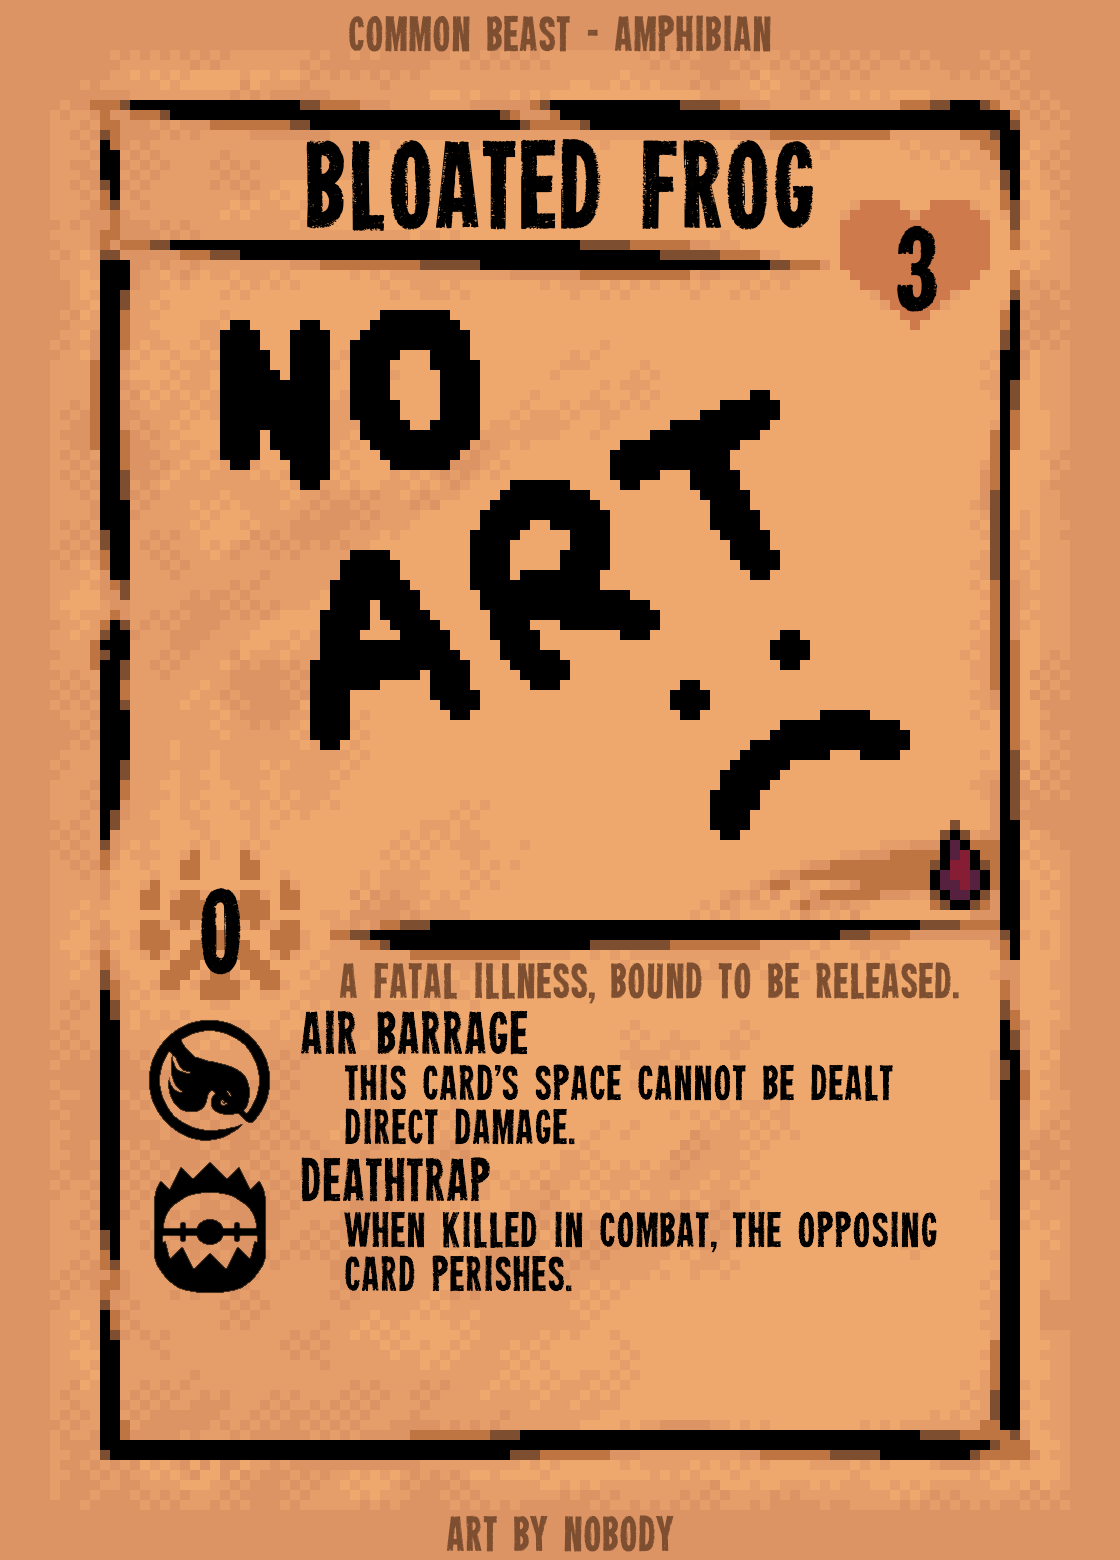 COMMON BEAST - AMPHIBIAN
BLOATED FROG
3
NO
ART
:(
0
A FATAL ILLNESS, BOUND TO BE RELEASED.
AIR BARRAGE
THIS CARD'S SPACE CANNOT BE DEALT
DIRECT DAMAGE.
DEATHTRAP
WHEN KILLED IN COMBAT, THE OPPOSING
CARD PERISHES.
ART BY NOBODY